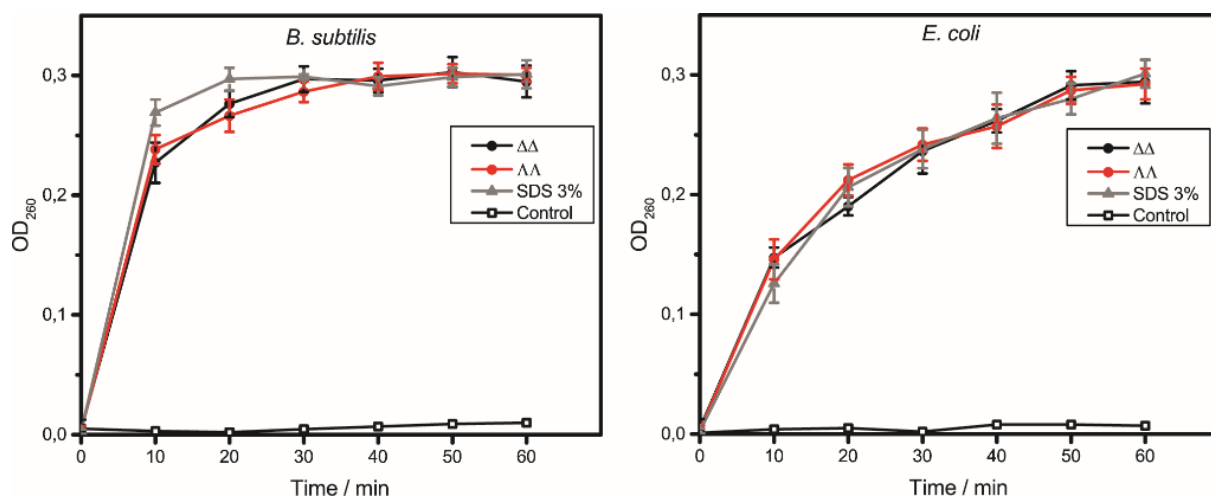 B. subtilis
OD260
0,3
0,2
0,1
0,0
ΔΔ
ΛΛ
SDS 3%
Control
0 10 20 30 40 50 60
Time / min
E. coli
OD260
0,3
0,2
0,1
0,0
ΔΔ
ΛΛ
SDS 3%
Control
0 10 20 30 40 50 60
Time / min